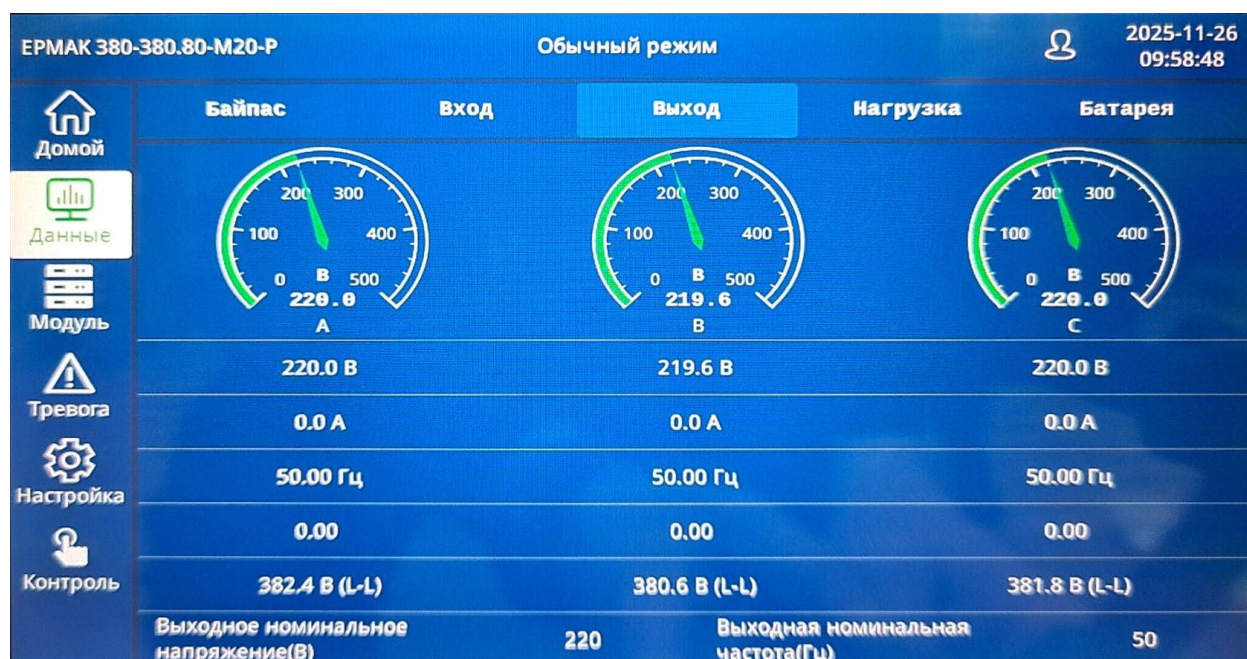 ЕРМАК 380-380.80-М20-Р
Обычный режим
2025-11-26
09:58:48
Домой
Данные
Модуль
Тревога
Настройка
Контроль
Байпас Вход Выход Нагрузка Батарея
200 300
100 400
0 В 500
220.0
A
200 300
100 400
0 В 500
219.6
B
200 300
100 400
0 В 500
220.0
C
220.0 В 219.6 В 220.0 В
0.0 А 0.0 А 0.0 А
50.00 Гц 50.00 Гц 50.00 Гц
0.00 0.00 0.00
382.4 В (L-L) 380.6 В (L-L) 381.8 В (L-L)
Выходное номинальное
напряжение(В)
220
Выходная номинальная
частота(Гц)
50